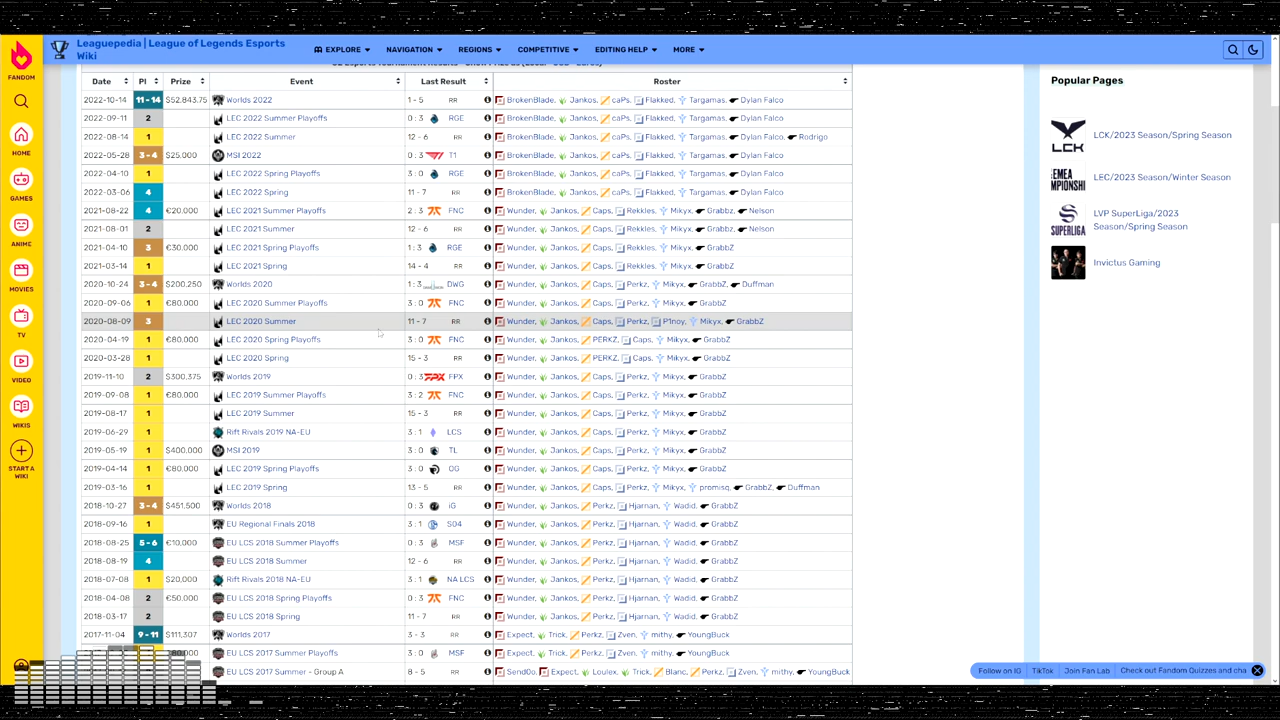 Leaguepedia | League of Legends Esports Wiki
EXPLORE NAVIGATION REGIONS COMPETITIVE EDITING HELP MORE
FANDOM
HOME
GAMES
ANIME
MOVIES
TV
VIDEO
WIKIS
START A WIKI
Date Pl Prize Event Last Result Roster
2022-10-14 11 - 14 $52,843.75 Worlds 2022 1 - 5 RR BrokenBlade, Jankos, caPs, Flakked, Targamas, Dylan Falco
2022-09-11 2 LEC 2022 Summer Playoffs 0 : 3 RGE BrokenBlade, Jankos, caPs, Flakked, Targamas, Dylan Falco
2022-08-14 1 LEC 2022 Summer 12 - 6 RR BrokenBlade, Jankos, caPs, Flakked, Targamas, Dylan Falco, Rodrigo
2022-05-28 3 - 4 $25,000 MSI 2022 0 : 3 T1 BrokenBlade, Jankos, caPs, Flakked, Targamas, Dylan Falco
2022-04-10 1 LEC 2022 Spring Playoffs 3 : 0 RGE BrokenBlade, Jankos, caPs, Flakked, Targamas, Dylan Falco
2022-03-06 4 LEC 2022 Spring 11 - 7 RR BrokenBlade, Jankos, caPs, Flakked, Targamas, Dylan Falco
2021-08-22 4 €20,000 LEC 2021 Summer Playoffs 2 : 3 FNC Wunder, Jankos, Caps, Rekkles, Mikyx, Grabbz, Nelson
2021-08-01 2 LEC 2021 Summer 12 - 6 RR Wunder, Jankos, Caps, Rekkles, Mikyx, Grabbz, Nelson
2021-04-10 3 €30,000 LEC 2021 Spring Playoffs 1 : 3 RGE Wunder, Jankos, Caps, Rekkles, Mikyx, GrabbZ
2021-03-14 1 LEC 2021 Spring 14 - 4 RR Wunder, Jankos, Caps, Rekkles, Mikyx, GrabbZ
2020-10-24 3 - 4 $200,250 Worlds 2020 1 : 3 DWG Wunder, Jankos, Caps, Perkz, Mikyx, GrabbZ, Duffman
2020-09-06 1 €80,000 LEC 2020 Summer Playoffs 3 : 0 FNC Wunder, Jankos, Caps, Perkz, Mikyx, GrabbZ
2020-08-09 3 LEC 2020 Summer 11 - 7 RR Wunder, Jankos, Caps, Perkz, P1noy, Mikyx, GrabbZ
2020-04-19 1 €80,000 LEC 2020 Spring Playoffs 3 : 0 FNC Wunder, Jankos, PERKZ, Caps, Mikyx, GrabbZ
2020-03-28 1 LEC 2020 Spring 15 - 3 RR Wunder, Jankos, PERKZ, Caps, Mikyx, GrabbZ
2019-11-10 2 $300,375 Worlds 2019 0 : 3 FPX FPX Wunder, Jankos, Caps, Perkz, Mikyx, GrabbZ
2019-09-08 1 €80,000 LEC 2019 Summer Playoffs 3 : 2 FNC Wunder, Jankos, Caps, Perkz, Mikyx, GrabbZ
2019-08-17 1 LEC 2019 Summer 15 - 3 RR Wunder, Jankos, Caps, Perkz, Mikyx, GrabbZ
2019-06-29 1 Rift Rivals 2019 NA-EU 3 : 1 LCS Wunder, Jankos, Caps, Perkz, Mikyx, GrabbZ
2019-05-19 1 $400,000 MSI 2019 3 : 0 TL Wunder, Jankos, Caps, Perkz, Mikyx, GrabbZ
2019-04-14 1 €80,000 LEC 2019 Spring Playoffs 3 : 0 OG Wunder, Jankos, Caps, Perkz, Mikyx, GrabbZ
2019-03-16 1 LEC 2019 Spring 13 - 5 RR Wunder, Jankos, Caps, Perkz, Mikyx, promisq, GrabbZ, Duffman
2018-10-27 3 - 4 $451,500 Worlds 2018 0 : 3 iG Wunder, Jankos, Perkz, Hjarnan, Wadid, GrabbZ
2018-09-16 1 EU Regional Finals 2018 3 : 1 S04 Wunder, Jankos, Perkz, Hjarnan, Wadid, GrabbZ
2018-08-25 5 - 6 €10,000 EU LCS 2018 Summer Playoffs 0 : 3 MSF Wunder, Jankos, Perkz, Hjarnan, Wadid, GrabbZ
2018-08-19 4 EU LCS 2018 Summer 12 - 6 RR Wunder, Jankos, Perkz, Hjarnan, Wadid, GrabbZ
2018-07-08 1 $20,000 Rift Rivals 2018 NA-EU 3 : 1 NA LCS Wunder, Jankos, Perkz, Hjarnan, Wadid, GrabbZ
2018-04-08 2 €50,000 EU LCS 2018 Spring Playoffs 0 : 3 FNC Wunder, Jankos, Perkz, Hjarnan, Wadid, GrabbZ
2018-03-17 2 EU LCS 2018 Spring 11 - 7 RR Wunder, Jankos, Perkz, Hjarnan, Wadid, GrabbZ
2017-11-04 9 - 11 $111,307 Worlds 2017 3 - 3 RR Expect, Trick, Perkz, Zven, mithy, YoungBuck
EU LCS 2017 Summer Playoffs 3 : 0 MSF Expect, Trick, Perkz, Zven, mithy, YoungBuck
EU LCS 2017 Summer - Group A 8 - 5 RR SendOo, Expect, Loulex, Trick, Blanc, Perkz, Zven, mithy, YoungBuck
Popular Pages
LCK
LCK/2023 Season/Spring Season
LEC/2023 Season/Winter Season
SUPERLIGA
LVP SuperLiga/2023 Season/Spring Season
Invictus Gaming
Follow on IG TikTok Join Fan Lab Check out Fandom Quizzes and cha